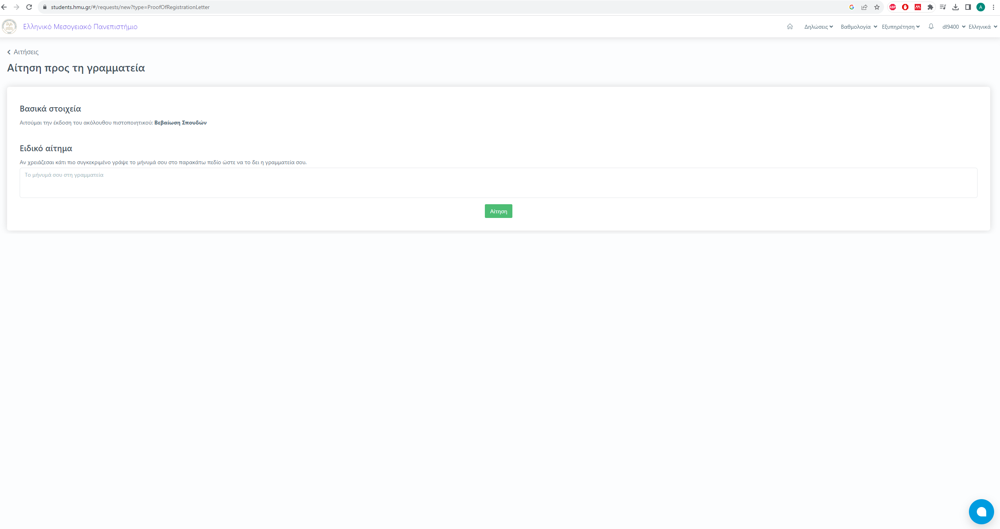 students.hmu.gr/#/requests/new?type=ProofOfRegistrationLetter
ABP
A
Ελληνικό Μεσογειακό Πανεπιστήμιο
Δηλώσεις
Βαθμολογία
Εξυπηρέτηση
dl9400
Ελληνικά
Αιτήσεις
Αίτηση προς τη γραμματεία
Βασικά στοιχεία
Αιτούμαι την έκδοση του ακόλουθου πιστοποιητικού: Βεβαίωση Σπουδών
Ειδικό αίτημα
Αν χρειάζεσαι κάτι πιο συγκεκριμένο γράψε το μήνυμά σου στο παρακάτω πεδίο ώστε να το δει η γραμματεία σου.
Το μήνυμά σου στη γραμματεία
Αίτηση